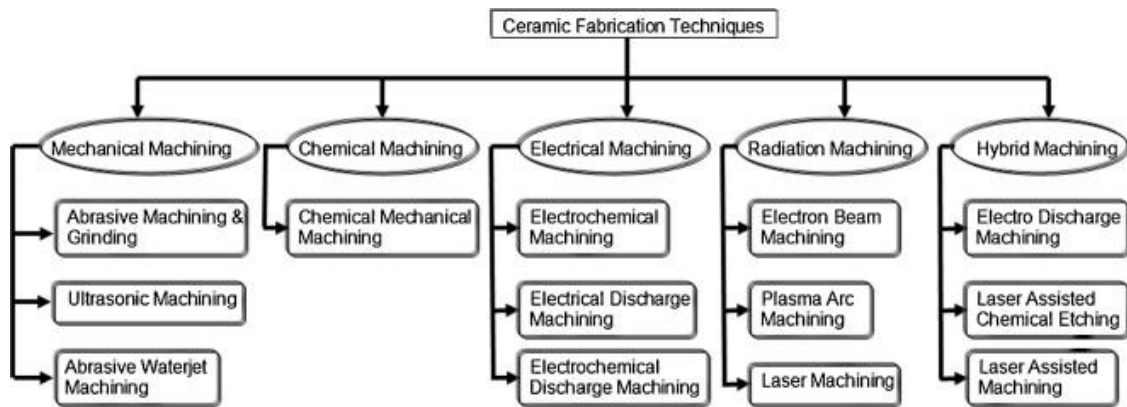 Ceramic Fabrication Techniques
Mechanical Machining
Chemical Machining
Electrical Machining
Radiation Machining
Hybrid Machining
Abrasive Machining &
Grinding
Chemical Mechanical
Machining
Electrochemical
Machining
Electron Beam
Machining
Electro Discharge
Machining
Ultrasonic Machining
Electrical Discharge
Machining
Plasma Arc
Machining
Laser Assisted
Chemical Etching
Abrasive Waterjet
Machining
Electrochemical
Discharge Machining
Laser Machining
Laser Assisted
Machining